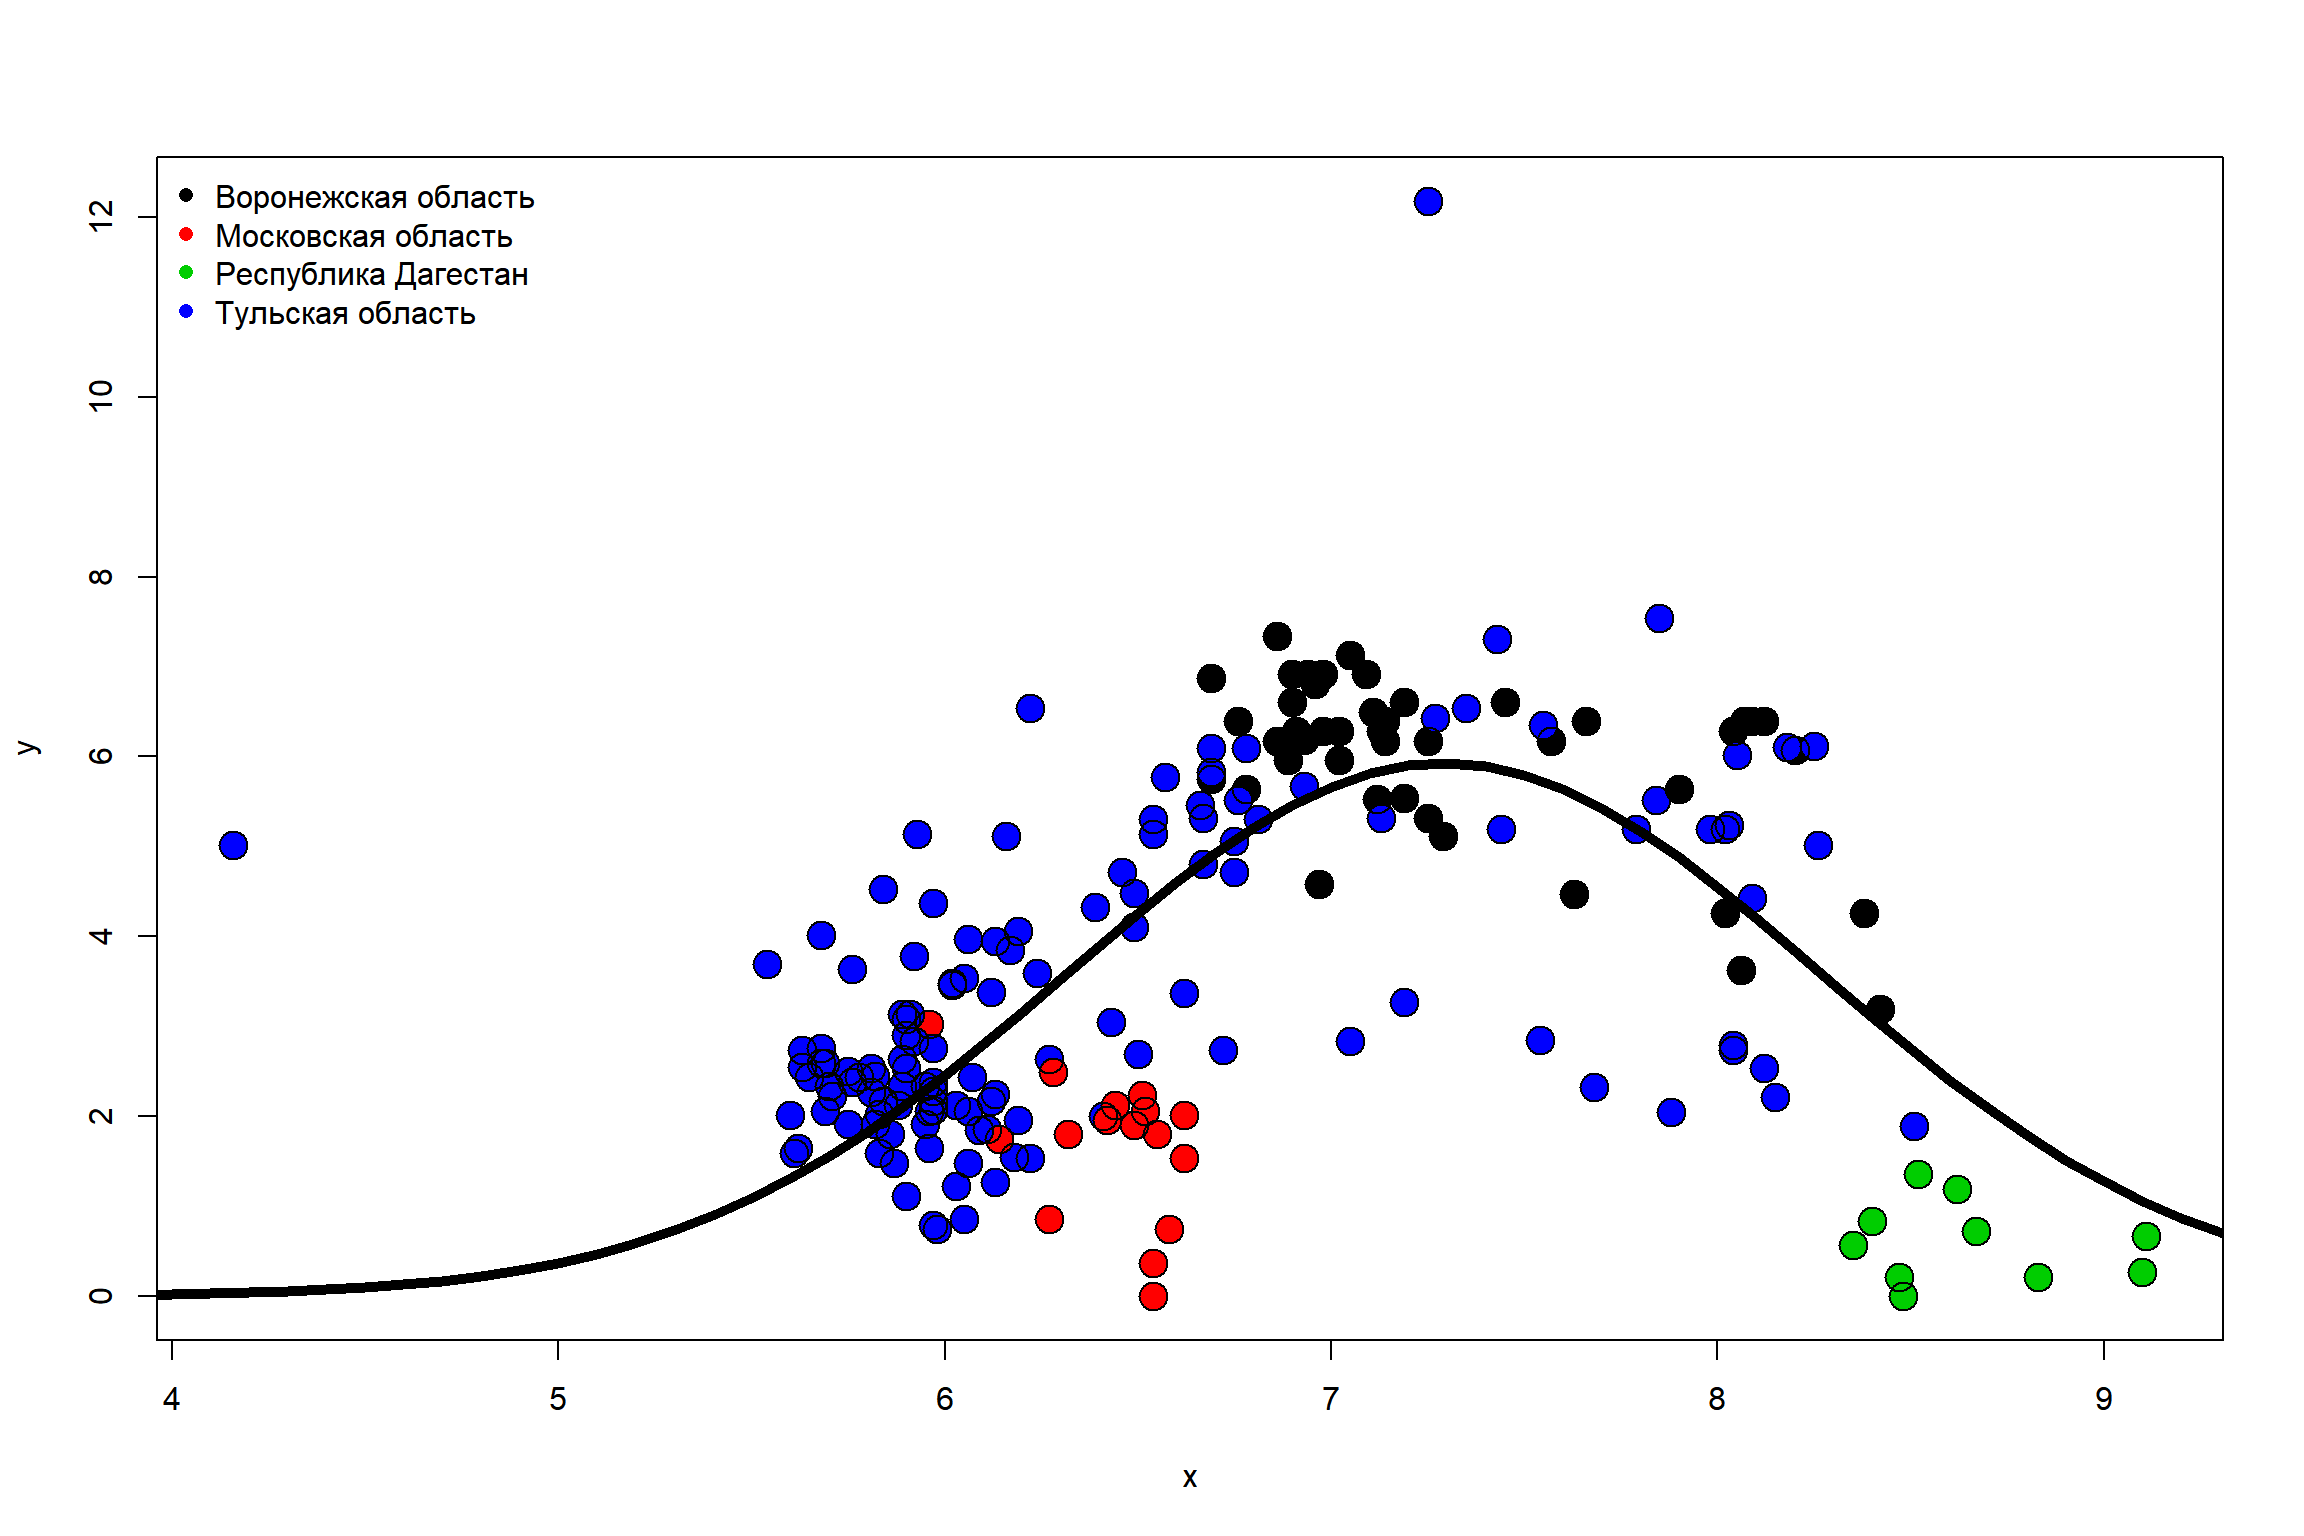 Воронежская область
Московская область
Республика Дагестан
Тульская область
12
10
8
6
4
2
0
y
4 5 6 7 8 9
x